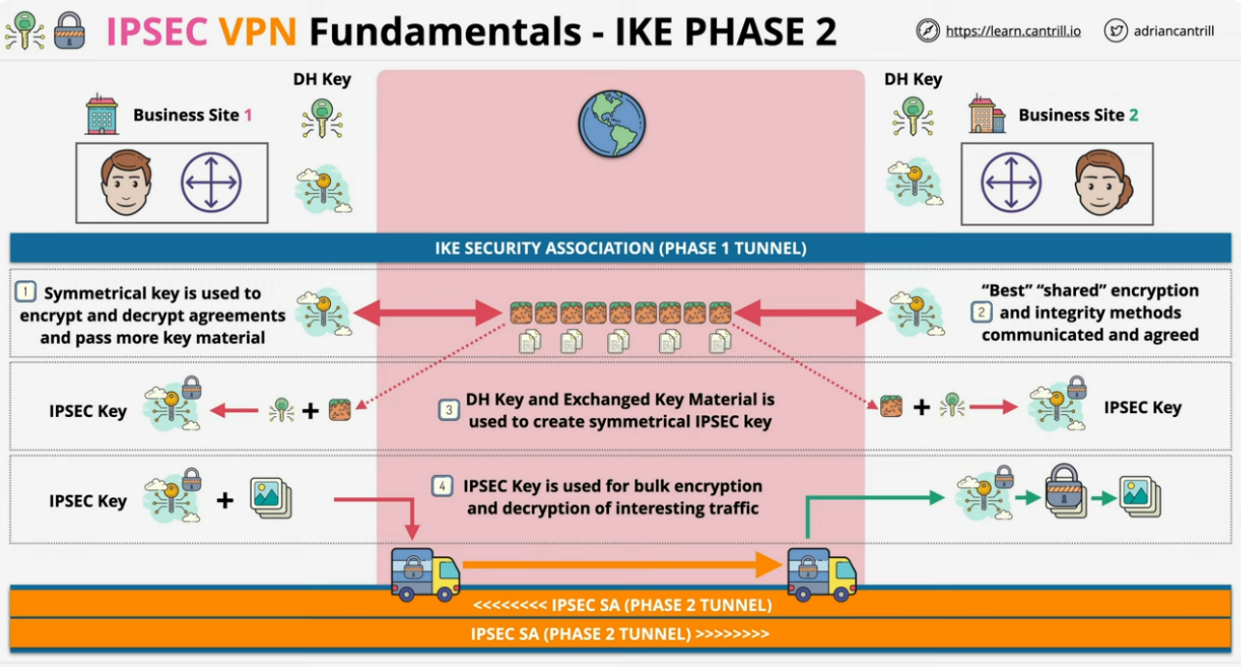 IPSEC VPN Fundamentals - IKE PHASE 2
https://learn.cantrill.io
adriancantrill
DH Key
Business Site 1
DH Key
Business Site 2
IKE SECURITY ASSOCIATION (PHASE 1 TUNNEL)
1 Symmetrical key is used to
encrypt and decrypt agreements
and pass more key material
“Best” “shared” encryption
2 and integrity methods
communicated and agreed
IPSEC Key
+
3 DH Key and Exchanged Key Material is
used to create symmetrical IPSEC key
+
IPSEC Key
IPSEC Key
+
4 IPSEC Key is used for bulk encryption
and decryption of interesting traffic
<<<<<<<< IPSEC SA (PHASE 2 TUNNEL)
IPSEC SA (PHASE 2 TUNNEL) >>>>>>>>